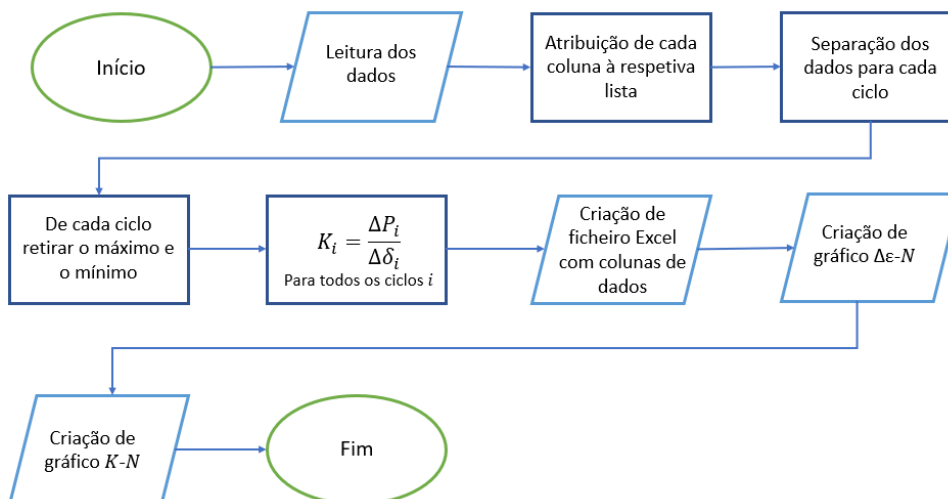 Início
Leitura dos
dados
Atribuição de cada
coluna à respetiva
lista
Separação dos
dados para cada
ciclo
De cada ciclo
retirar o máximo e
o mínimo
K_i = ΔP_i / Δδ_i
Para todos os ciclos i
Criação de
ficheiro Excel
com colunas de
dados
Criação de
gráfico Δε-N
Criação de
gráfico K-N
Fim